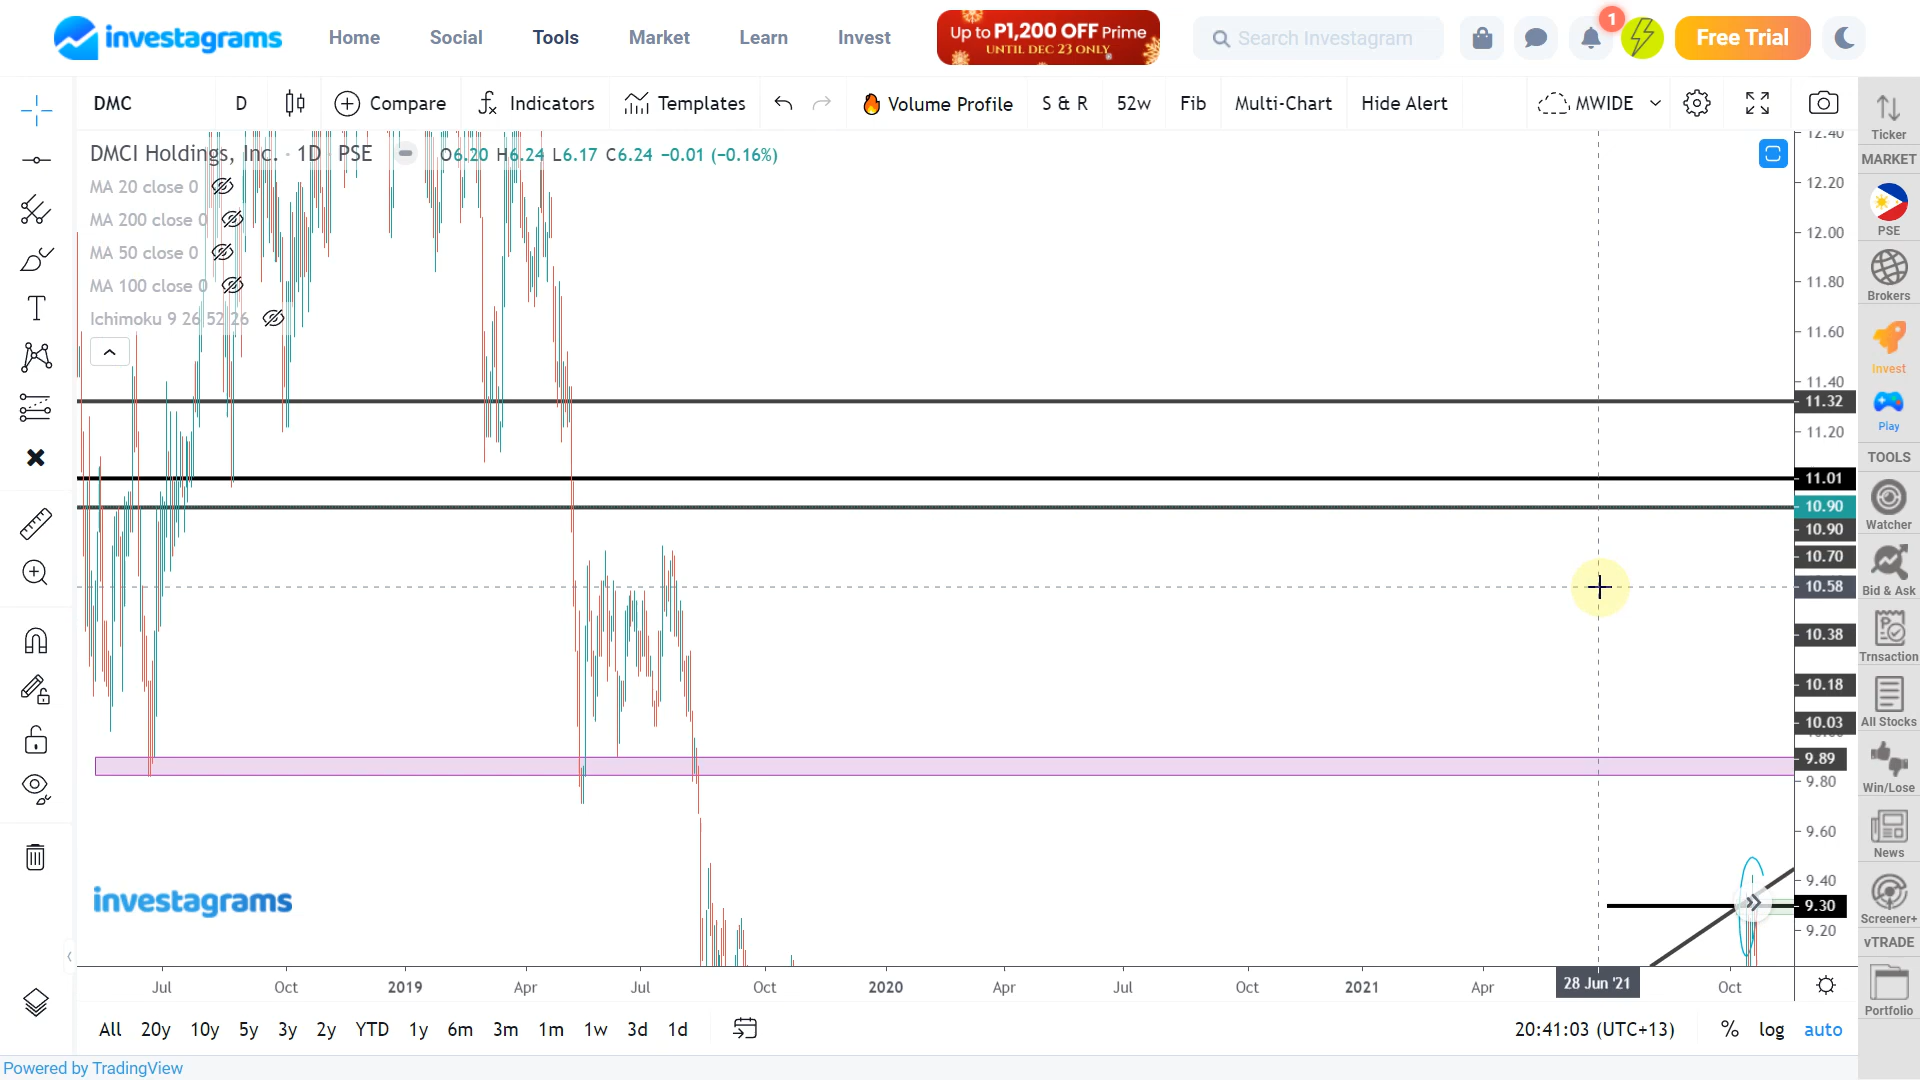 investagrams
Home Social Tools Market Learn Invest
Up to P1,200 OFF Prime
UNTIL DEC 23 ONLY
Search Investagram
1
Free Trial
DMC D Compare Indicators Templates Volume Profile S & R 52w Fib Multi-Chart Hide Alert MWIDE
DMCI Holdings, Inc. · 1D · PSE O6.20 H6.24 L6.17 C6.24 −0.01 (−0.16%)
MA 20 close 0
MA 200 close 0
MA 50 close 0
MA 100 close 0
Ichimoku 9 26 52 26
12.40
12.20
12.00
11.80
11.60
11.40
11.32
11.20
11.01
10.90
10.90
10.70
10.58
10.38
10.18
10.03
9.89
9.80
9.60
9.40
9.30
9.20
investagrams
Jul Oct 2019 Apr Jul Oct 2020 Apr Jul Oct 2021 Apr 28 Jun '21 Oct
All 20y 10y 5y 3y 2y YTD 1y 6m 3m 1m 1w 3d 1d
20:41:03 (UTC+13) % log auto
Powered by TradingView
Ticker
MARKET
PSE
Brokers
Invest
Play
TOOLS
Watcher
Bid & Ask
Trnsaction
All Stocks
Win/Lose
News
Screener+
vTRADE
Portfolio